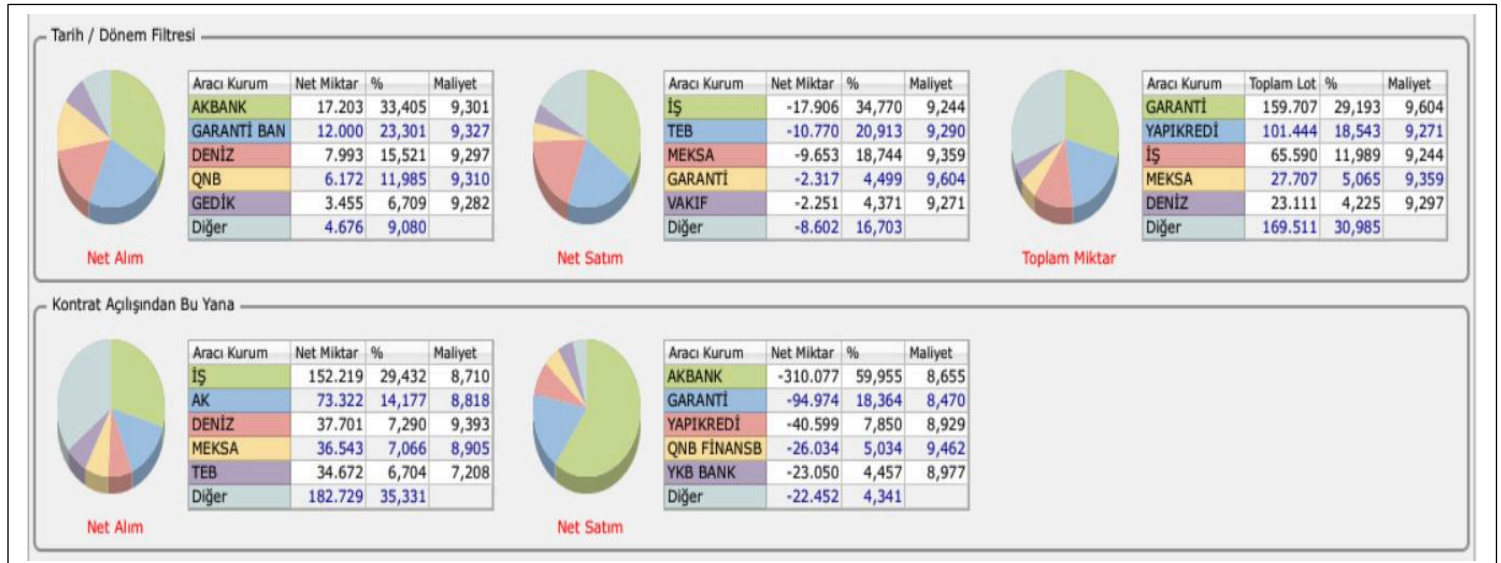 Tarih / Dönem Filtresi
Aracı Kurum Net Miktar % Maliyet
AKBANK 17.203 33,405 9,301
GARANTİ BAN 12.000 23,301 9,327
DENİZ 7.993 15,521 9,297
QNB 6.172 11,985 9,310
GEDİK 3.455 6,709 9,282
Diğer 4.676 9,080
Net Alım
Aracı Kurum Net Miktar % Maliyet
İŞ -17.906 34,770 9,244
TEB -10.770 20,913 9,290
MEKSA -9.653 18,744 9,359
GARANTİ -2.317 4,499 9,604
VAKIF -2.251 4,371 9,271
Diğer -8.602 16,703
Net Satım
Aracı Kurum Toplam Lot % Maliyet
GARANTİ 159.707 29,193 9,604
YAPIKREDİ 101.444 18,543 9,271
İŞ 65.590 11,989 9,244
MEKSA 27.707 5,065 9,359
DENİZ 23.111 4,225 9,297
Diğer 169.511 30,985
Toplam Miktar
Kontrat Açılışından Bu Yana
Aracı Kurum Net Miktar % Maliyet
İŞ 152.219 29,432 8,710
AK 73.322 14,177 8,818
DENİZ 37.701 7,290 9,393
MEKSA 36.543 7,066 8,905
TEB 34.672 6,704 7,208
Diğer 182.729 35,331
Net Alım
Aracı Kurum Net Miktar % Maliyet
AKBANK -310.077 59,955 8,655
GARANTİ -94.974 18,364 8,470
YAPIKREDİ -40.599 7,850 8,929
QNB FİNANSB -26.034 5,034 9,462
YKB BANK -23.050 4,457 8,977
Diğer -22.452 4,341
Net Satım